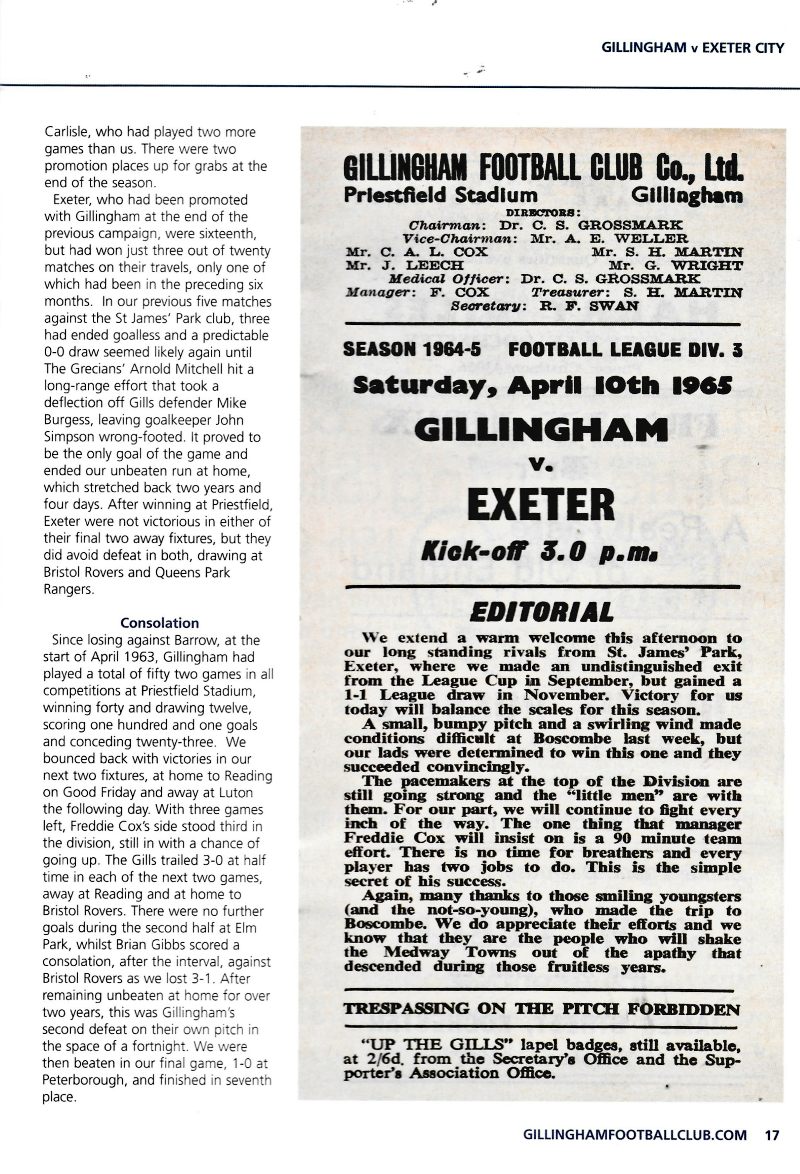 GILLINGHAM v EXETER CITY
Carlisle, who had played two more
games than us. There were two
promotion places up for grabs at the
end of the season.
Exeter, who had been promoted
with Gillingham at the end of the
previous campaign, were sixteenth,
but had won just three out of twenty
matches on their travels, only one of
which had been in the preceding six
months. In our previous five matches
against the St James' Park club, three
had ended goalless and a predictable
0-0 draw seemed likely again until
The Grecians' Arnold Mitchell hit a
long-range effort that took a
deflection off Gills defender Mike
Burgess, leaving goalkeeper John
Simpson wrong-footed. It proved to
be the only goal of the game and
ended our unbeaten run at home,
which stretched back two years and
four days. After winning at Priestfield,
Exeter were not victorious in either of
their final two away fixtures, but they
did avoid defeat in both, drawing at
Bristol Rovers and Queens Park
Rangers.
Consolation
Since losing against Barrow, at the
start of April 1963, Gillingham had
played a total of fifty two games in all
competitions at Priestfield Stadium,
winning forty and drawing twelve,
scoring one hundred and one goals
and conceding twenty-three. We
bounced back with victories in our
next two fixtures, at home to Reading
on Good Friday and away at Luton
the following day. With three games
left, Freddie Cox's side stood third in
the division, still in with a chance of
going up. The Gills trailed 3-0 at half
time in each of the next two games,
away at Reading and at home to
Bristol Rovers. There were no further
goals during the second half at Elm
Park, whilst Brian Gibbs scored a
consolation, after the interval, against
Bristol Rovers as we lost 3-1. After
remaining unbeaten at home for over
two years, this was Gillingham's
second defeat on their own pitch in
the space of a fortnight. We were
then beaten in our final game, 1-0 at
Peterborough, and finished in seventh
place.
GILLINGHAM FOOTBALL CLUB Co., Ltd.
Priestfield Stadium Gillingham
DIRECTORS:
Chairman: Dr. C. S. GROSSMARK
Vice-Chairman: Mr. A. E. WELLER
Mr. C. A. L. COX Mr. S. H. MARTIN
Mr. J. LEECH Mr. G. WRIGHT
Medical Officer: Dr. C. S. GROSSMARK
Manager: F. COX Treasurer: S. H. MARTIN
Secretary: R. F. SWAN
SEASON 1964-5 FOOTBALL LEAGUE DIV. 3
Saturday, April 10th 1965
GILLINGHAM
v.
EXETER
Kick-off 3.0 p.m.
EDITORIAL
We extend a warm welcome this afternoon to
our long standing rivals from St. James' Park,
Exeter, where we made an undistinguished exit
from the League Cup in September, but gained a
1-1 League draw in November. Victory for us
today will balance the scales for this season.
A small, bumpy pitch and a swirling wind made
conditions difficult at Boscombe last week, but
our lads were determined to win this one and they
succeeded convincingly.
The pacemakers at the top of the Division are
still going strong and the "little men" are with
them. For our part, we will continue to fight every
inch of the way. The one thing that manager
Freddie Cox will insist on is a 90 minute team
effort. There is no time for breathers and every
player has two jobs to do. This is the simple
secret of his success.
Again, many thanks to those smiling youngsters
(and the not-so-young), who made the trip to
Boscombe. We do appreciate their efforts and we
know that they are the people who will shake
the Medway Towns out of the apathy that
descended during those fruitless years.
TRESPASSING ON THE PITCH FORBIDDEN
"UP THE GILLS" lapel badges, still available,
at 2/6d. from the Secretary's Office and the Sup-
porter's Association Office.
GILLINGHAMFOOTBALLCLUB.COM 17